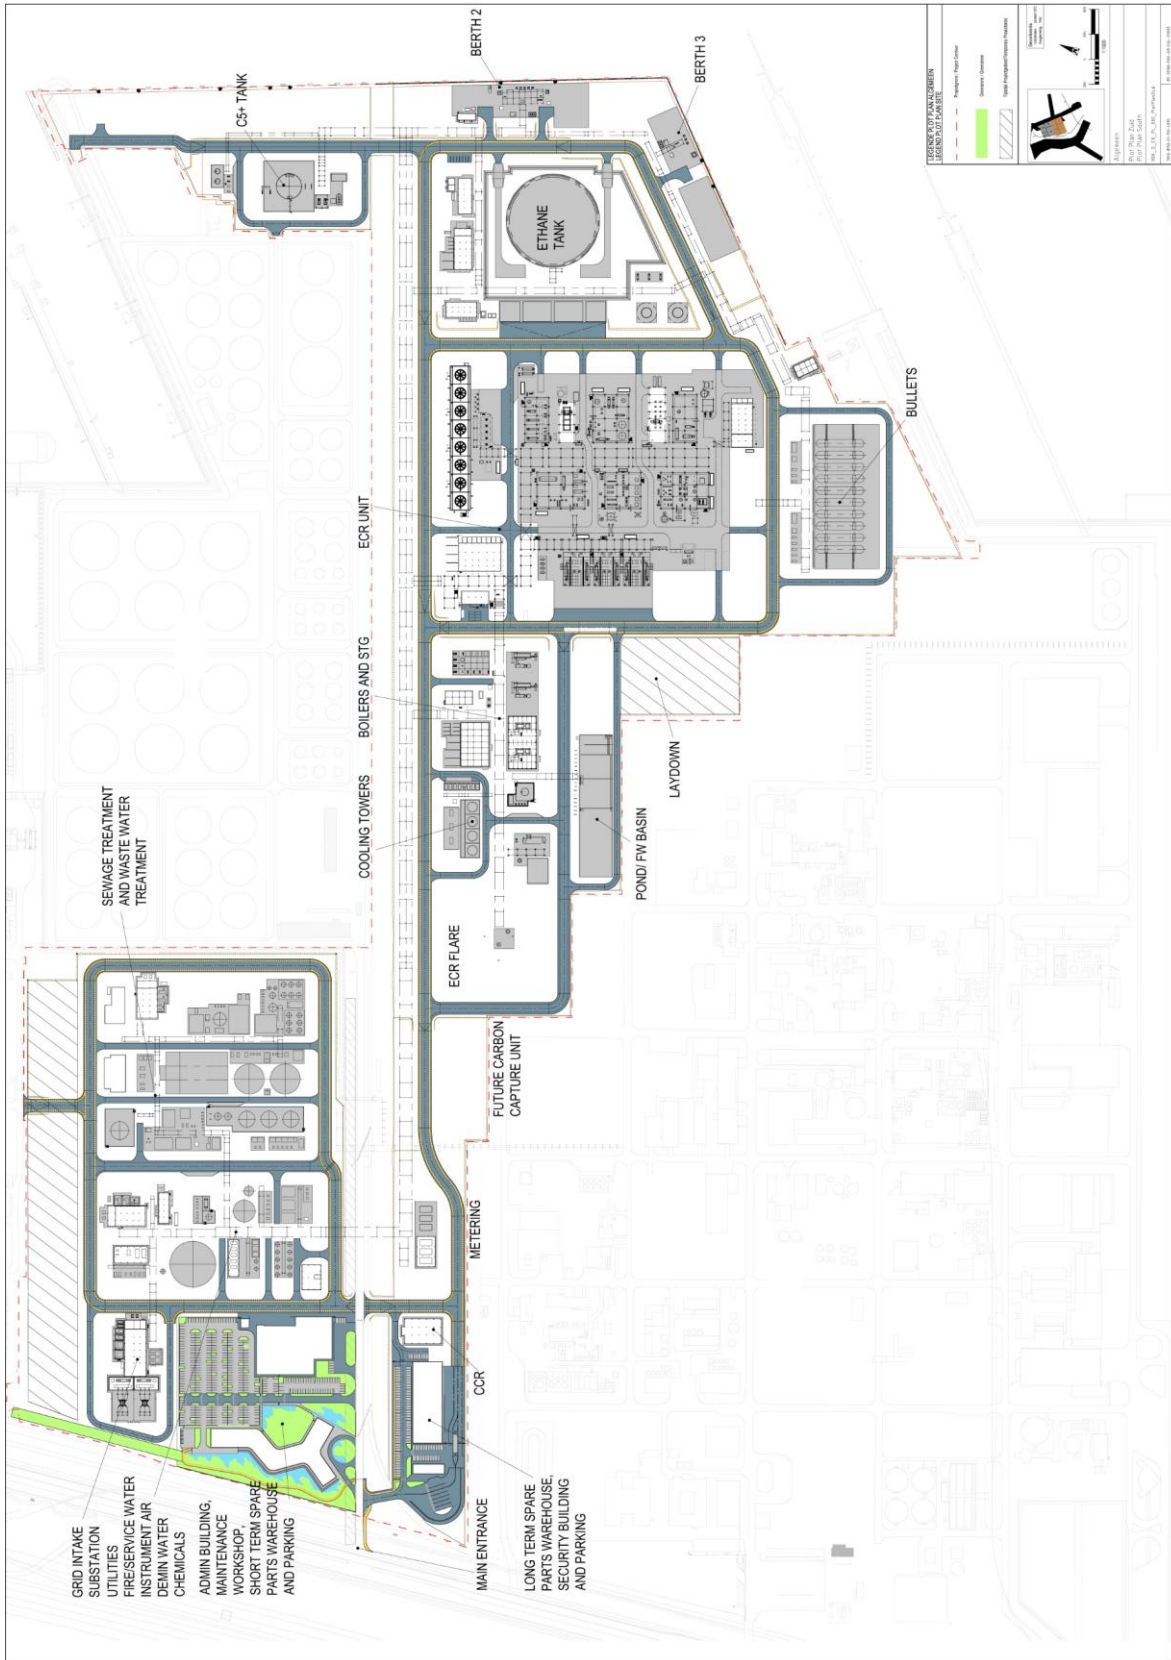 BERTH 2
C5+ TANK
BERTH 3
ETHANE
TANK
BULLETS
ECR UNIT
BOILERS AND STG
LAYDOWN
COOLING TOWERS
SEWAGE TREATMENT
AND WASTE WATER
TREATMENT
POND/ FW BASIN
ECR FLARE
FUTURE CARBON
CAPTURE UNIT
METERING
CCR
GRID INTAKE
SUBSTATION
UTILITIES
FIRE/SERVICE WATER
INSTRUMENT AIR
DEMIN WATER
CHEMICALS
ADMIN BUILDING,
MAINTENANCE
WORKSHOP,
SHORT TERM SPARE
PARTS WAREHOUSE
AND PARKING
MAIN ENTRANCE
LONG TERM SPARE
PARTS WAREHOUSE,
SECURITY BUILDING
AND PARKING
LEGENDE PLOT PLAN ALGEMEEN
LEGEND PLOT PLAN SITE
Algemeen
Plot Plan Zuid
Plot Plan South